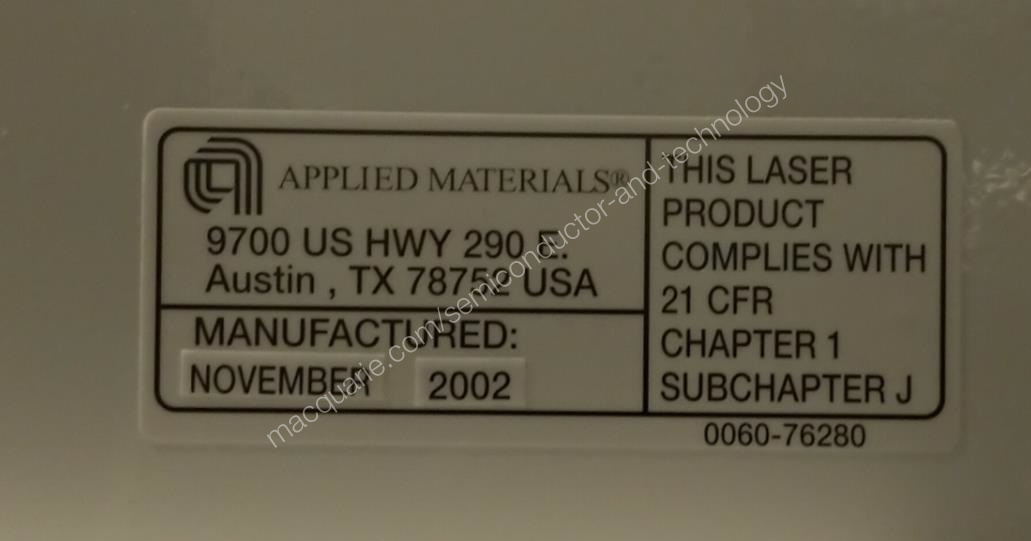 APPLIED MATERIALS®
9700 US HWY 290 E.
Austin , TX 78752 USA
MANUFACTURED:
NOVEMBER 2002
THIS LASER
PRODUCT
COMPLIES WITH
21 CFR
CHAPTER 1
SUBCHAPTER J
0060-76280
macquarie.com/semiconductor-and-technology